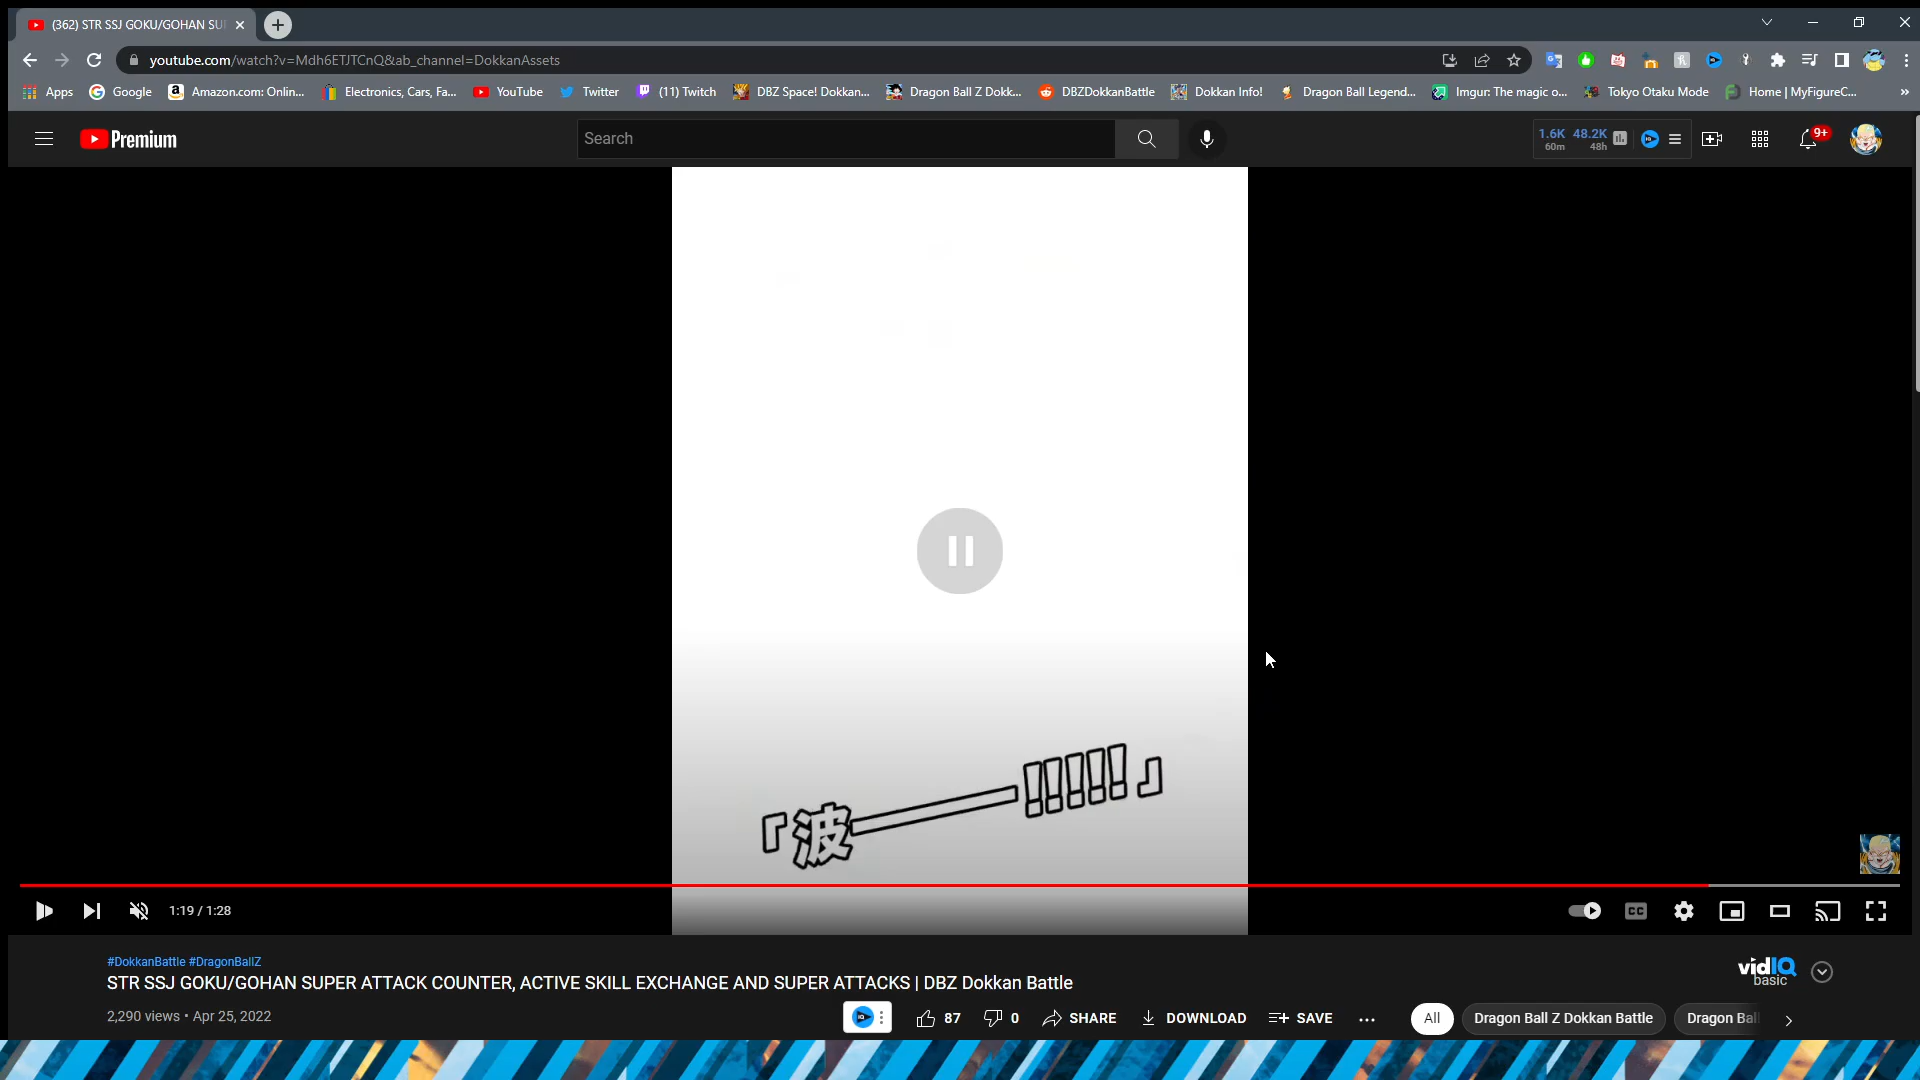 (362) STR SSJ GOKU/GOHAN SU
youtube.com/watch?v=Mdh6ETJTCnQ&ab_channel=DokkanAssets
Apps Google Amazon.com: Onlin... Electronics, Cars, Fa... YouTube Twitter (11) Twitch DBZ Space! Dokkan... Dragon Ball Z Dokk... DBZDokkanBattle Dokkan Info! Dragon Ball Legend... Imgur: The magic o... Tokyo Otaku Mode Home | MyFigureC... »
Premium
Search
1.6K 48.2K
60m 48h
9+
『波━━!!!!!』
1:19 / 1:28
CC
#DokkanBattle #DragonBallZ
STR SSJ GOKU/GOHAN SUPER ATTACK COUNTER, ACTIVE SKILL EXCHANGE AND SUPER ATTACKS | DBZ Dokkan Battle
vidIQ
basic
2,290 views • Apr 25, 2022
87 0 SHARE DOWNLOAD SAVE ...
All Dragon Ball Z Dokkan Battle Dragon Bal